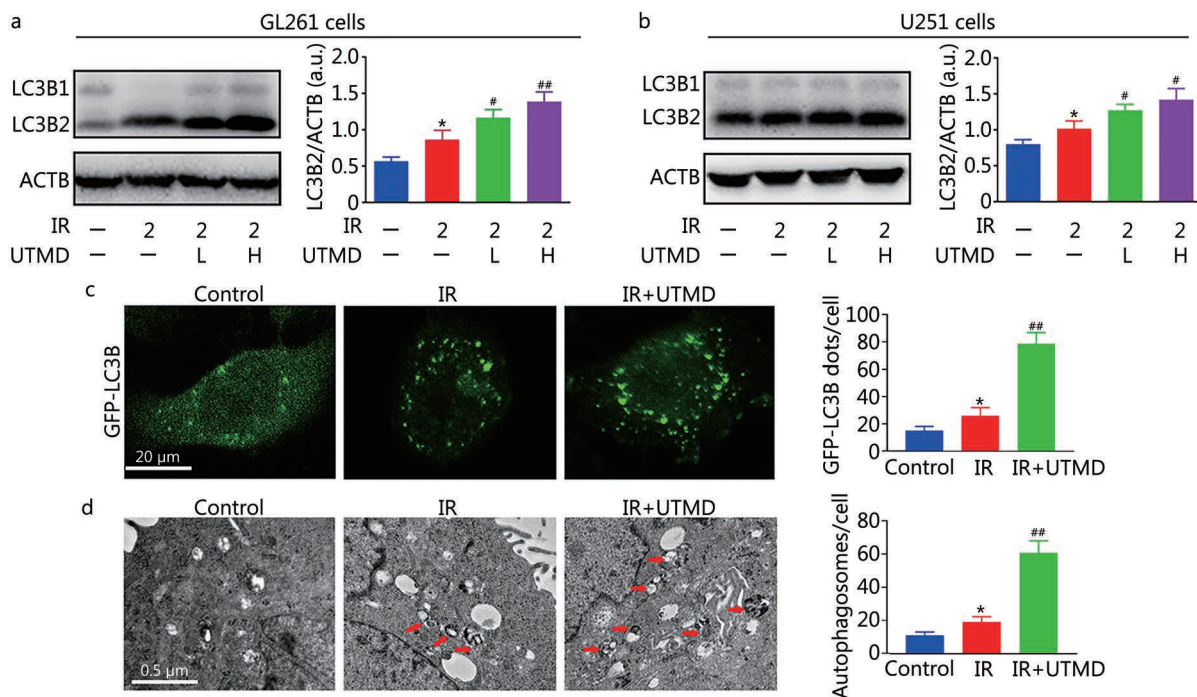 a GL261 cells
LC3B1
LC3B2
ACTB
IR — 2 2 2
UTMD — — L H
LC3B2/ACTB (a.u.)
2.0
1.5
1.0
0.5
0
* # ##
IR — 2 2 2
UTMD — — L H
b U251 cells
LC3B1
LC3B2
ACTB
IR — 2 2 2
UTMD — — L H
LC3B2/ACTB (a.u.)
2.0
1.5
1.0
0.5
0
* # #
IR — 2 2 2
UTMD — — L H
c Control IR IR+UTMD
GFP-LC3B
20 µm
GFP-LC3B dots/cell
100
80
60
40
20
0
* ##
Control IR IR+UTMD
d Control IR IR+UTMD
0.5 µm
Autophagosomes/cell
80
60
40
20
0
* ##
Control IR IR+UTMD